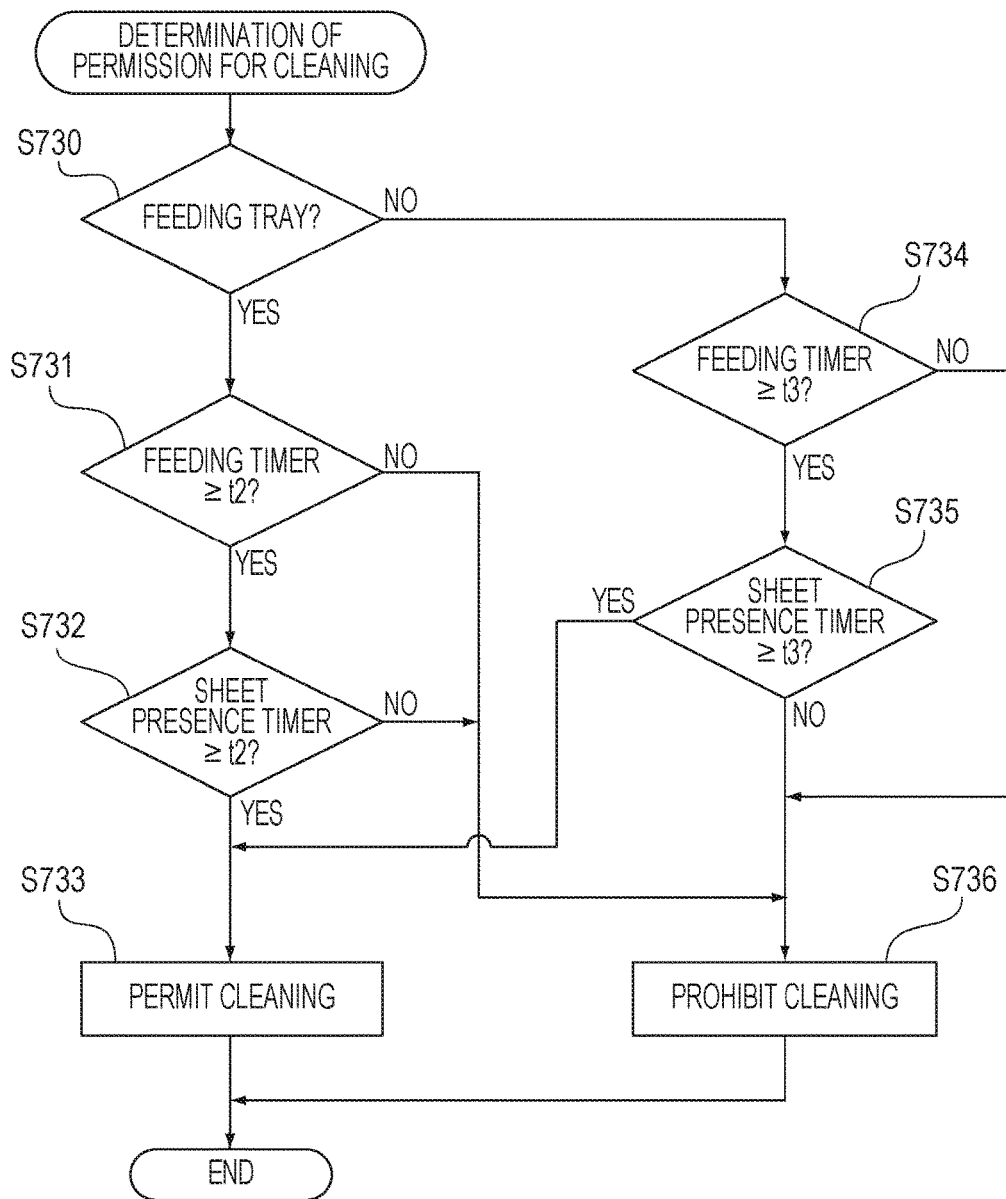 DETERMINATION OF
PERMISSION FOR CLEANING
S730
FEEDING TRAY?
NO
YES
S734
FEEDING TIMER
≥ t3?
NO
YES
S731
FEEDING TIMER
≥ t2?
NO
YES
S735
SHEET
PRESENCE TIMER
≥ t3?
YES
NO
S732
SHEET
PRESENCE TIMER
≥ t2?
NO
YES
S733
PERMIT CLEANING
S736
PROHIBIT CLEANING
END